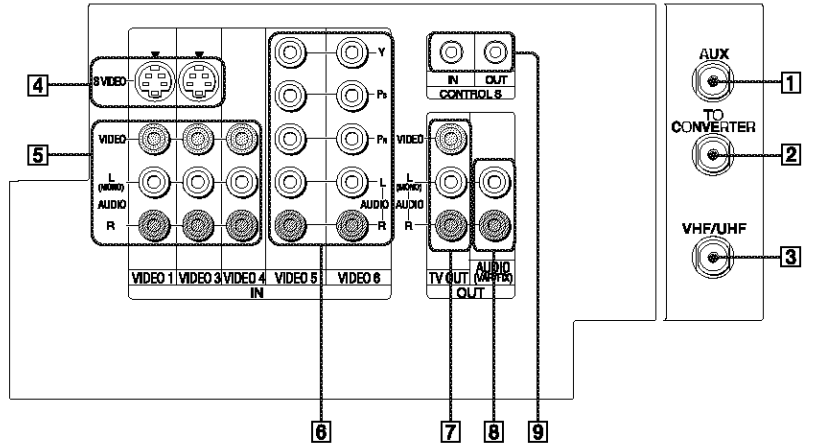 AUX
1
Y
IN OUT
CONTROL S
4
S VIDEO
PB
TO
CONVERTER
2
5
VIDEO
PR
VIDEO
L
(MONO)
AUDIO
R
L
AUDIO
R
L
(MONO)
AUDIO
R
VHF/UHF
3
VIDEO 1 VIDEO 3 VIDEO 4 VIDEO 5 VIDEO 6
IN
TV OUT
AUDIO
(VAR/FIX)
OUT
6
7
8
9